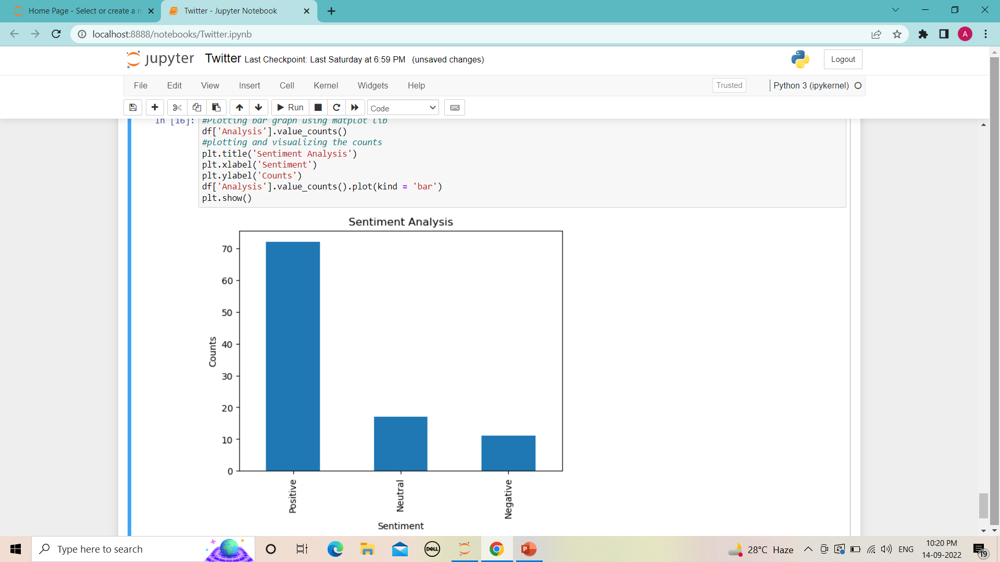 Home Page - Select or create a n
Twitter - Jupyter Notebook
localhost:8888/notebooks/Twitter.ipynb
A
jupyter Twitter Last Checkpoint: Last Saturday at 6:59 PM (unsaved changes)
Logout
File Edit View Insert Cell Kernel Widgets Help
Trusted
Python 3 (ipykernel)
Run
Code
In [16]: #Plotting bar graph using matplot lib
df['Analysis'].value_counts()
#plotting and visualizing the counts
plt.title('Sentiment Analysis')
plt.xlabel('Sentiment')
plt.ylabel('Counts')
df['Analysis'].value_counts().plot(kind = 'bar')
plt.show()
Sentiment Analysis
70
60
50
40
30
20
10
0
Counts
Positive
Neutral
Negative
Sentiment
Type here to search
DELL
P
28°C Haze
ENG
10:20 PM
14-09-2022
19